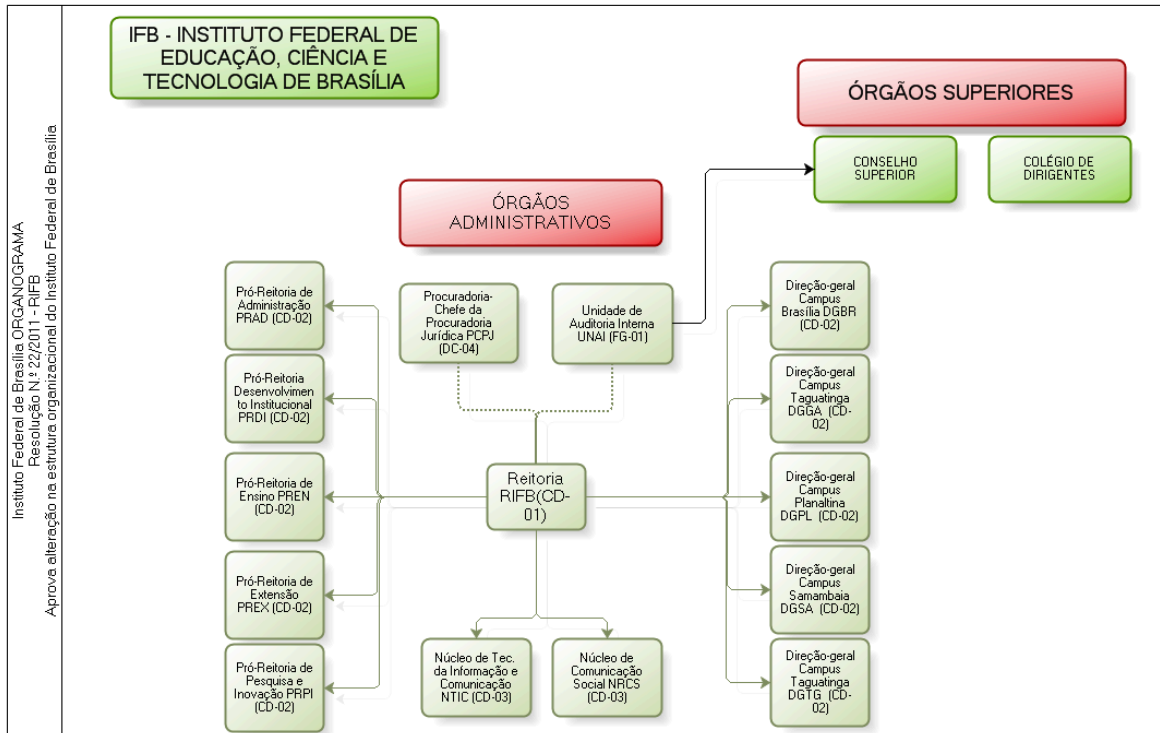 Instituto Federal de Brasília ORGANOGRAMA
Resolução N.º 22/2011 - RIFB
Aprova alteração na estrutura organizacional do Instituto Federal de Brasília
IFB - INSTITUTO FEDERAL DE
EDUCAÇÃO, CIÊNCIA E
TECNOLOGIA DE BRASÍLIA
ÓRGÃOS SUPERIORES
CONSELHO
SUPERIOR
COLÉGIO DE
DIRIGENTES
ÓRGÃOS
ADMINISTRATIVOS
Pró-Reitoria
de Administração
PRAD (CD-02)
Procuradoria-
Chefe da
Procuradoria
Jurídica PCPJ
(DC-04)
Unidade de
Auditoria Interna
UNAI (FG-01)
Direção-geral
Campus
Brasília DGBR
(CD-02)
Pró-Reitoria
Desenvolvimen
to Institucional
PRDI (CD-02)
Direção-geral
Campus
Taguatinga
DGGA (CD-
02)
Pró-Reitoria de
Ensino PREN
(CD-02)
Reitoria
RIFB(CD-
01)
Direção-geral
Campus
Planaltina
DGPL (CD-02)
Pró-Reitoria de
Extensão
PREX (CD-02)
Direção-geral
Campus
Samambaia
DGSA (CD-02)
Pró-Reitoria de
Pesquisa e
Inovação PRPI
(CD-02)
Núcleo de Tec.
da Informação e
Comunicação
NTIC (CD-03)
Núcleo de
Comunicação
Social NRCS
(CD-03)
Direção-geral
Campus
Taguatinga
DGTG (CD-
02)